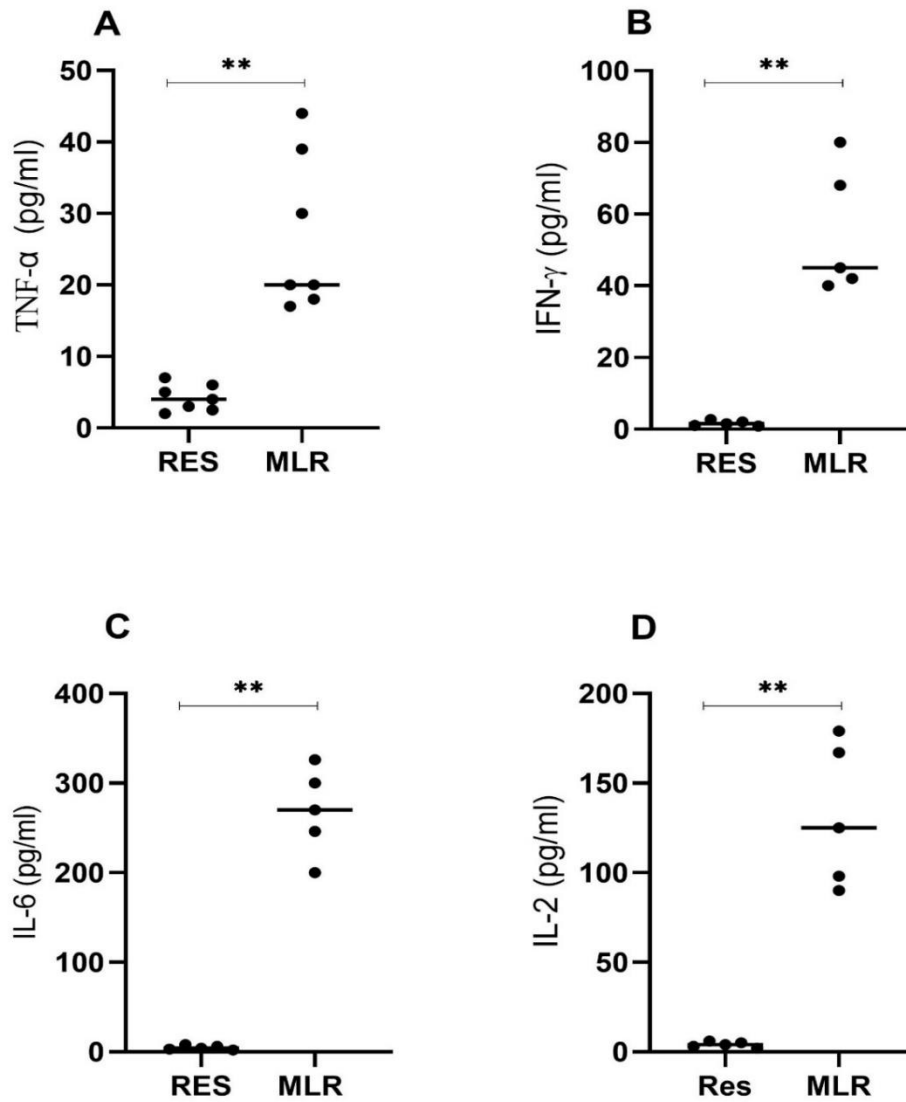 A
**
TNF-α (pg/ml)
50
40
30
20
10
0
RES MLR
B
**
IFN-γ (pg/ml)
100
80
60
40
20
0
RES MLR
C
**
IL-6 (pg/ml)
400
300
200
100
0
RES MLR
D
**
IL-2 (pg/ml)
200
150
100
50
0
Res MLR